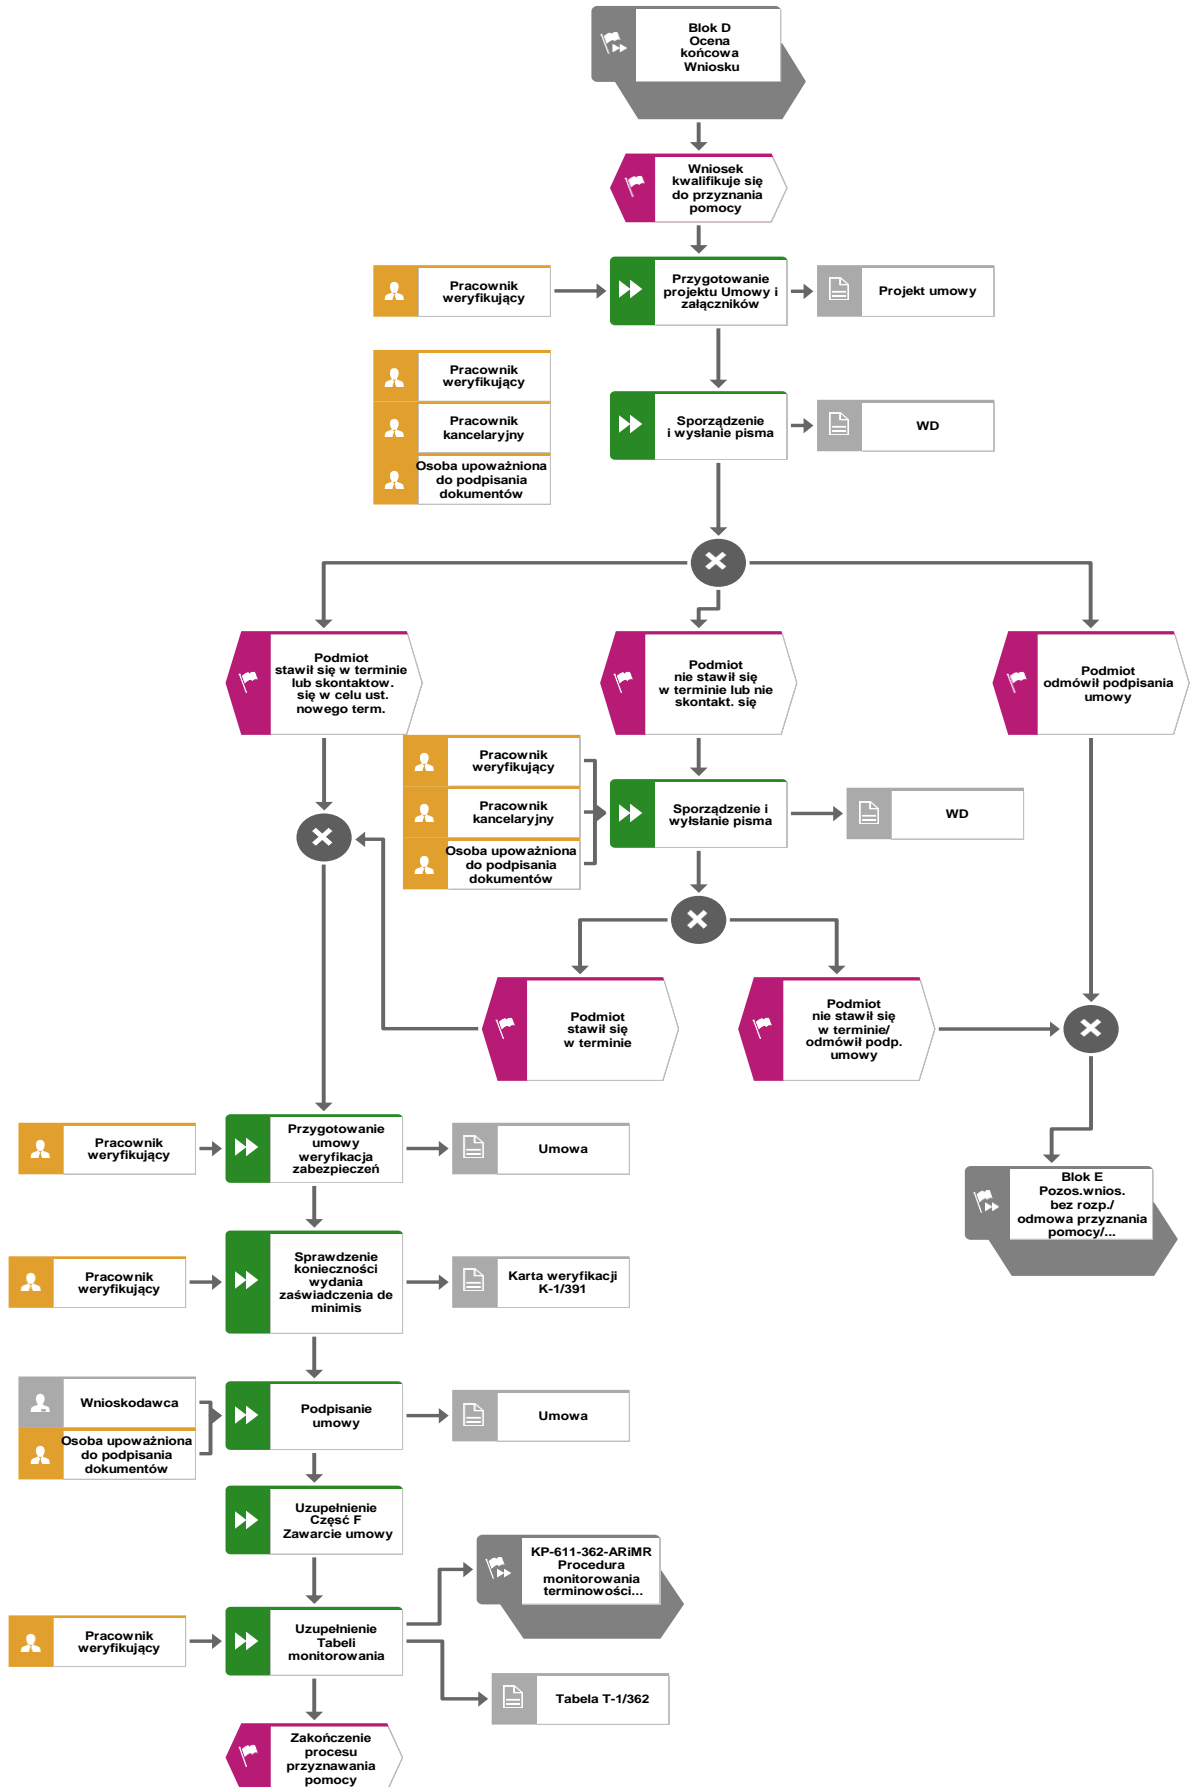 Blok D
Ocena
końcowa
Wniosku
Wniosek
kwalifikuje się
do przyznania
pomocy
Pracownik
weryfikujący
Przygotowanie
projektu Umowy i
załączników
Projekt umowy
Pracownik
weryfikujący
Pracownik
kancelaryjny
Osoba upoważniona
do podpisania
dokumentów
Sporządzenie
i wysłanie pisma
WD
Podmiot
stawił się w terminie
lub skontaktow.
się w celu ust.
nowego term.
Podmiot
nie stawił się
w terminie lub nie
skontakt. się
Podmiot
odmówił podpisania
umowy
Pracownik
weryfikujący
Pracownik
kancelaryjny
Osoba upoważniona
do podpisania
dokumentów
Sporządzenie i
wyłsłanie pisma
WD
Podmiot
stawił się
w terminie
Podmiot
nie stawił się
w terminie/
odmówił podp.
umowy
Pracownik
weryfikujący
Przygotowanie
umowy
weryfikacja
zabezpieczeń
Umowa
Blok E
Pozos.wnios.
bez rozp./
odmowa przyznania
pomocy/...
Pracownik
weryfikujący
Sprawdzenie
konieczności
wydania
zaświadczenia de
minimis
Karta weryfikacji
K-1/391
Wnioskodawca
Osoba upoważniona
do podpisania
dokumentów
Podpisanie
umowy
Umowa
Uzupełnienie
Część F
Zawarcie umowy
KP-611-362-ARiMR
Procedura
monitorowania
terminowości...
Pracownik
weryfikujący
Uzupełnienie
Tabeli
monitorowania
Tabela T-1/362
Zakończenie
procesu
przyznawania
pomocy